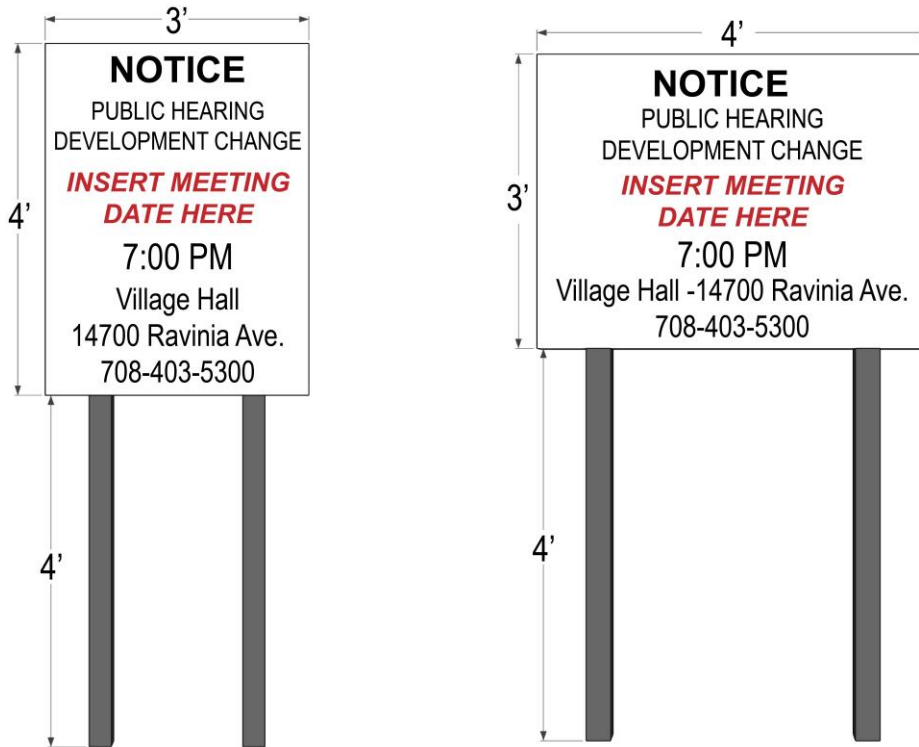 3’
NOTICE
PUBLIC HEARING
DEVELOPMENT CHANGE
INSERT MEETING
DATE HERE
7:00 PM
Village Hall
14700 Ravinia Ave.
708-403-5300
4’
4’
4’
NOTICE
PUBLIC HEARING
DEVELOPMENT CHANGE
INSERT MEETING
DATE HERE
7:00 PM
Village Hall -14700 Ravinia Ave.
708-403-5300
3’
4’